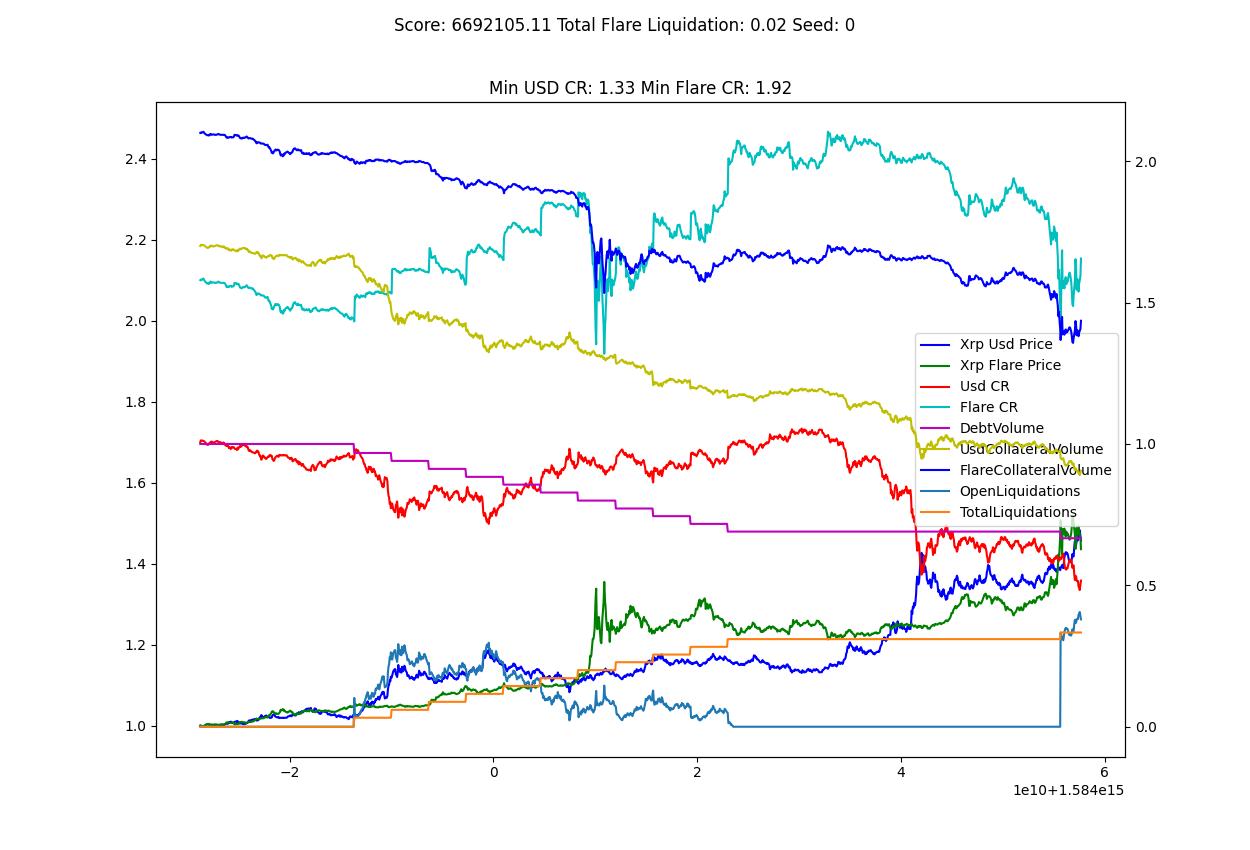 Score: 6692105.11 Total Flare Liquidation: 0.02 Seed: 0
Min USD CR: 1.33 Min Flare CR: 1.92
2.4
2.2
2.0
1.8
1.6
1.4
1.2
1.0
2.0
1.5
1.0
0.5
0.0
Xrp Usd Price
Xrp Flare Price
Usd CR
Flare CR
DebtVolume
UsdCollateralVolume
FlareCollateralVolume
OpenLiquidations
TotalLiquidations
−2
0
2
4
6
1e10+1.584e15